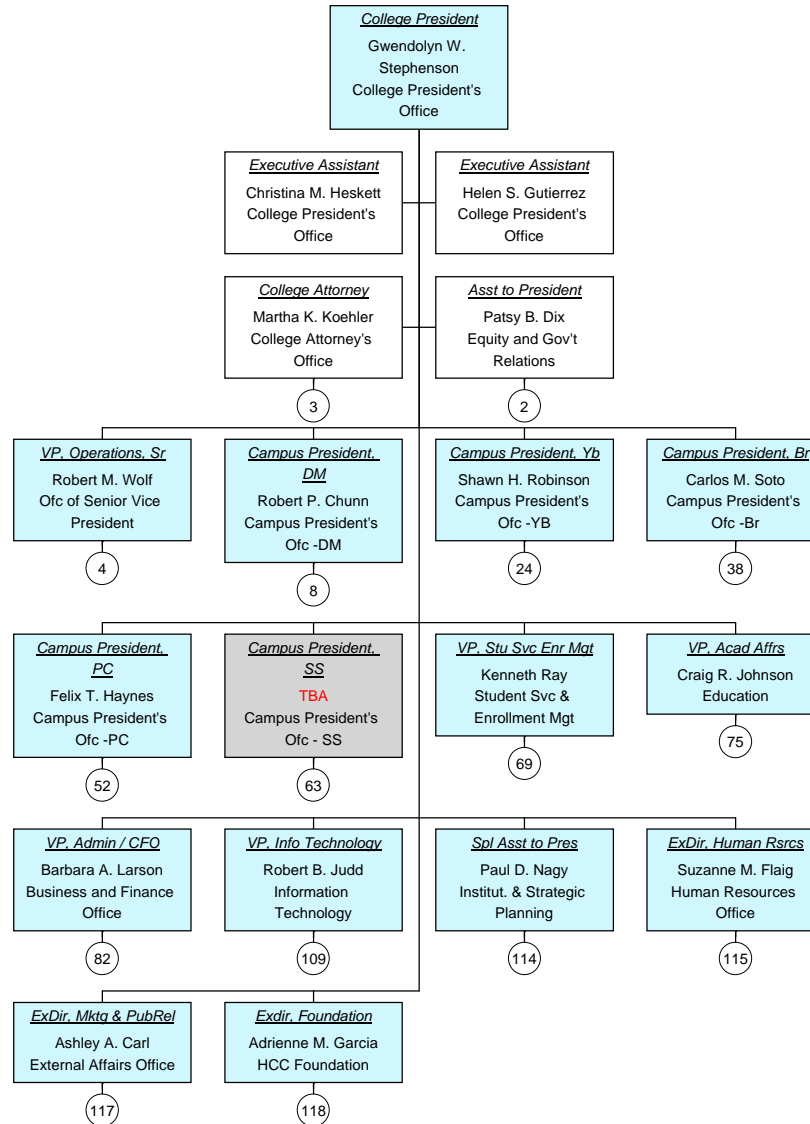 College President
Gwendolyn W.
Stephenson
College President's
Office
Executive Assistant
Christina M. Heskett
College President's
Office
Executive Assistant
Helen S. Gutierrez
College President's
Office
College Attorney
Martha K. Koehler
College Attorney's
Office
3
Asst to President
Patsy B. Dix
Equity and Gov't
Relations
2
VP, Operations, Sr
Robert M. Wolf
Ofc of Senior Vice
President
4
Campus President,
DM
Robert P. Chunn
Campus President's
Ofc -DM
8
Campus President, Yb
Shawn H. Robinson
Campus President's
Ofc -YB
24
Campus President, Br
Carlos M. Soto
Campus President's
Ofc -Br
38
Campus President,
PC
Felix T. Haynes
Campus President's
Ofc -PC
52
Campus President,
SS
TBA
Campus President's
Ofc - SS
63
VP, Stu Svc Enr Mgt
Kenneth Ray
Student Svc &
Enrollment Mgt
69
VP, Acad Affrs
Craig R. Johnson
Education
75
VP, Admin / CFO
Barbara A. Larson
Business and Finance
Office
82
VP, Info Technology
Robert B. Judd
Information
Technology
109
Spl Asst to Pres
Paul D. Nagy
Institut. & Strategic
Planning
114
ExDir, Human Rsrcs
Suzanne M. Flaig
Human Resources
Office
115
ExDir, Mktg & PubRel
Ashley A. Carl
External Affairs Office
117
Exdir, Foundation
Adrienne M. Garcia
HCC Foundation
118